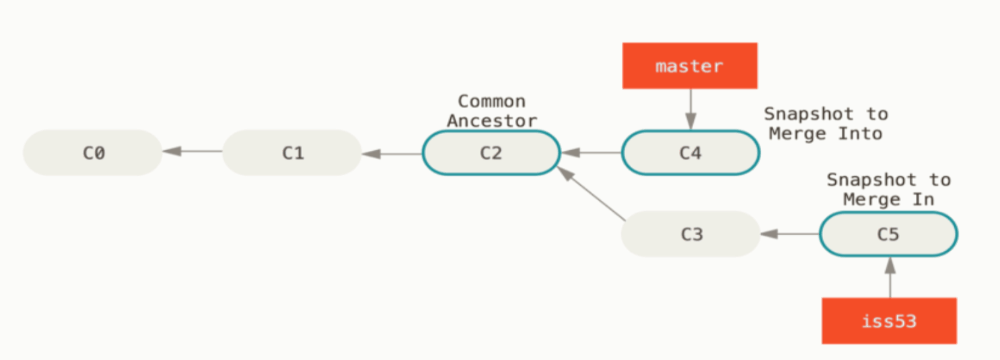 master
Common
Ancestor
Snapshot to
Merge Into
C0
C1
C2
C4
Snapshot to
Merge In
C3
C5
iss53